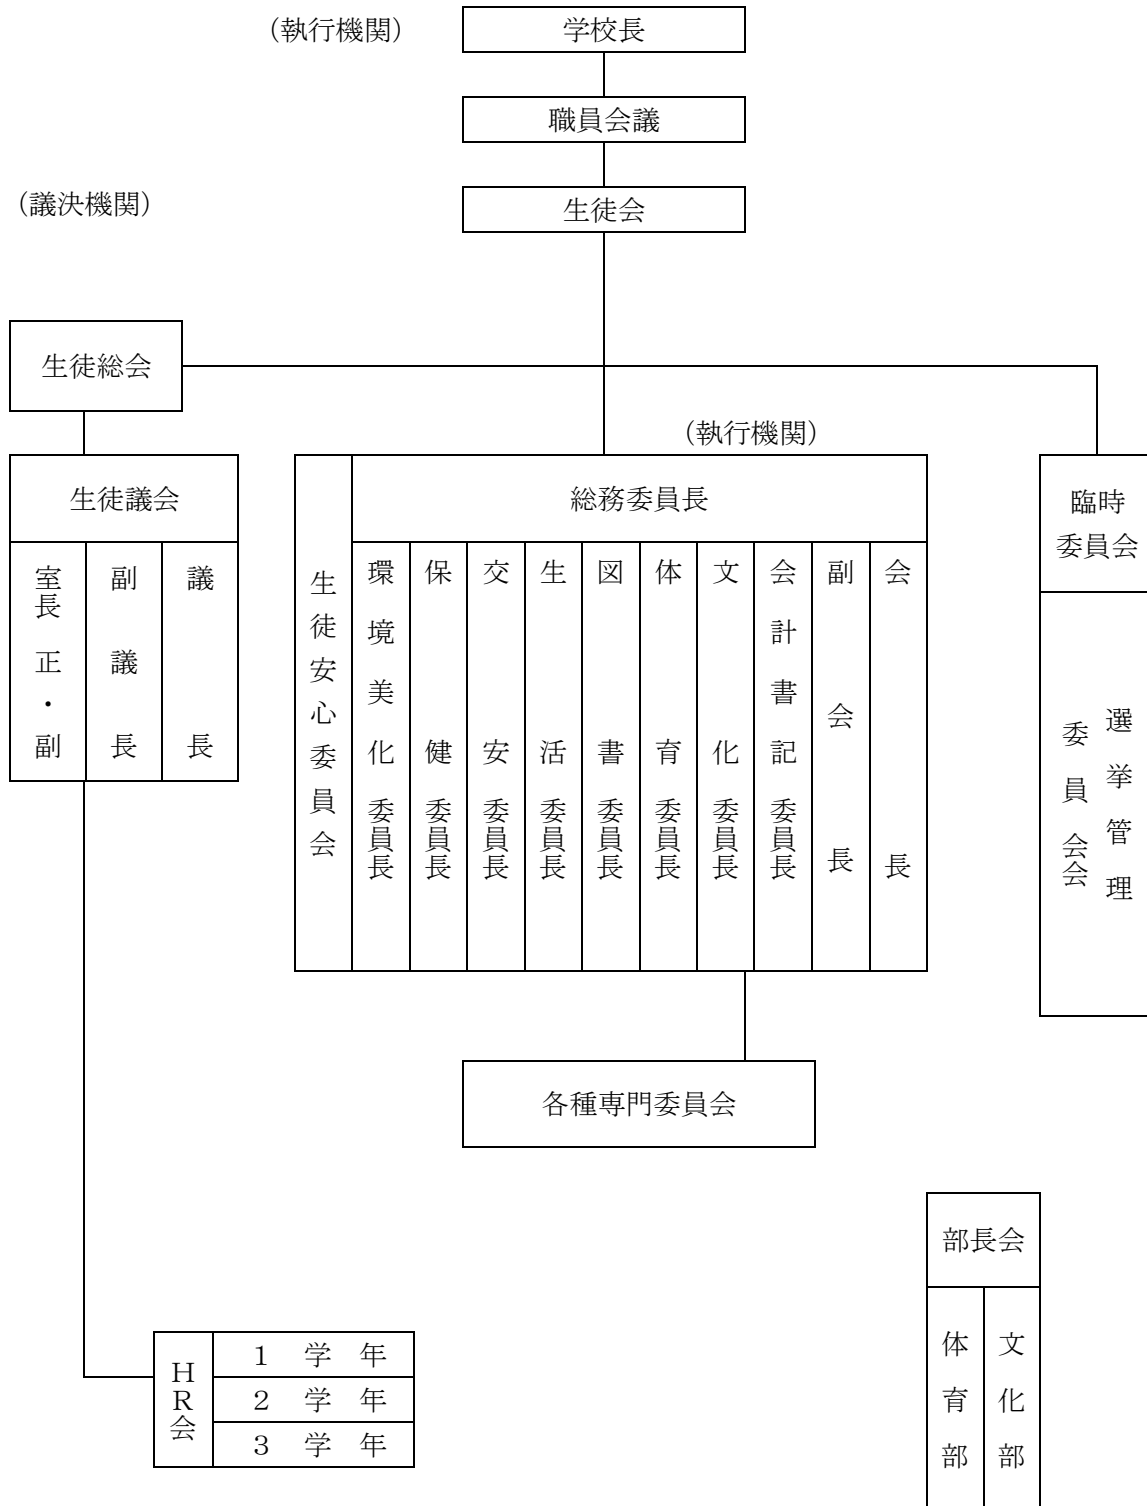 (執行機関)
学校長
職員会議
(議決機関)
生徒会
生徒総会
(執行機関)
生徒議会
室長 正・副
副議長
議長
生徒安心委員会
総務委員長
環境美化委員長
保健委員長
交安委員長
生活委員長
図書委員長
体育委員長
文化委員長
会計書記委員長
副会長
会長
臨時
委員会
選挙管理
委員会会
各種専門委員会
部長会
体育部
文化部
HR会
1 学 年
2 学 年
3 学 年